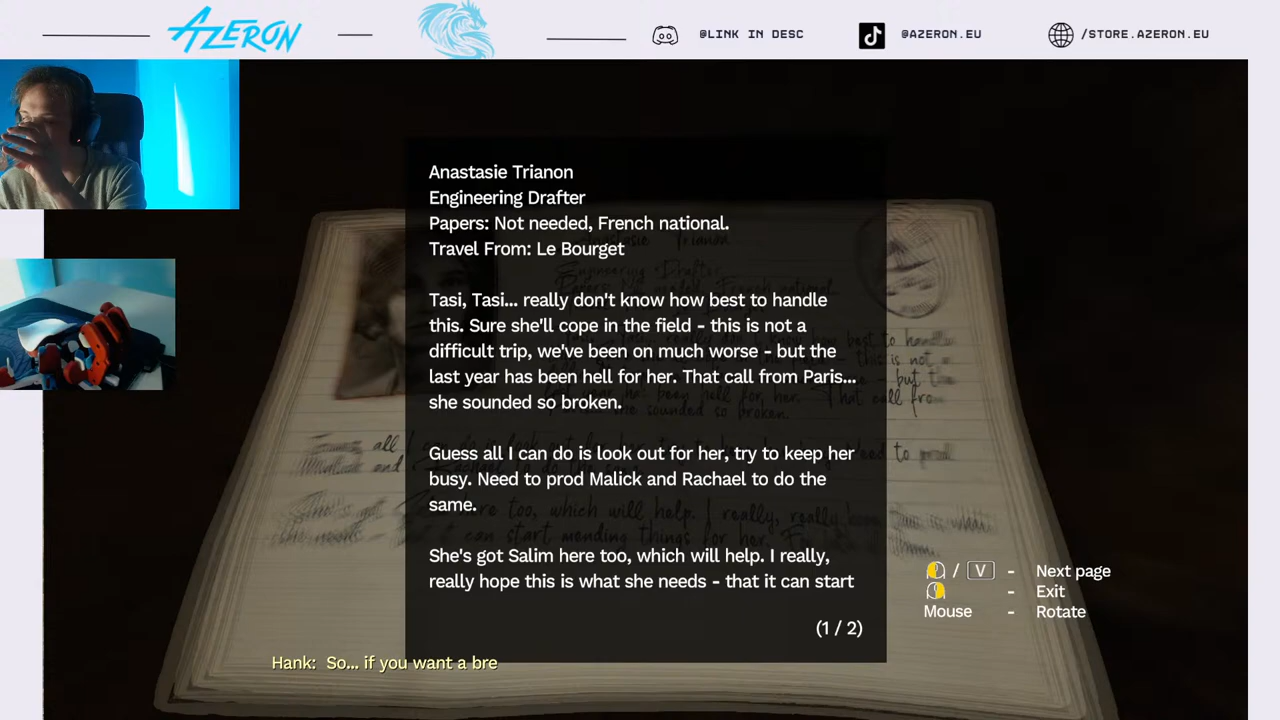 AZERON
@LINK IN DESC
@AZERON.EU
/STORE.AZERON.EU
Anastasie Trianon
Engineering Drafter
Papers: Not needed, French national.
Travel From: Le Bourget
Tasi, Tasi... really don't know how best to handle
this. Sure she'll cope in the field - this is not a
difficult trip, we've been on much worse - but the
last year has been hell for her. That call from Paris...
she sounded so broken.
Guess all I can do is look out for her, try to keep her
busy. Need to prod Malick and Rachael to do the
same.
She's got Salim here too, which will help. I really,
really hope this is what she needs - that it can start
(1 / 2)
/ V - Next page
- Exit
Mouse - Rotate
Hank: So... if you want a bre